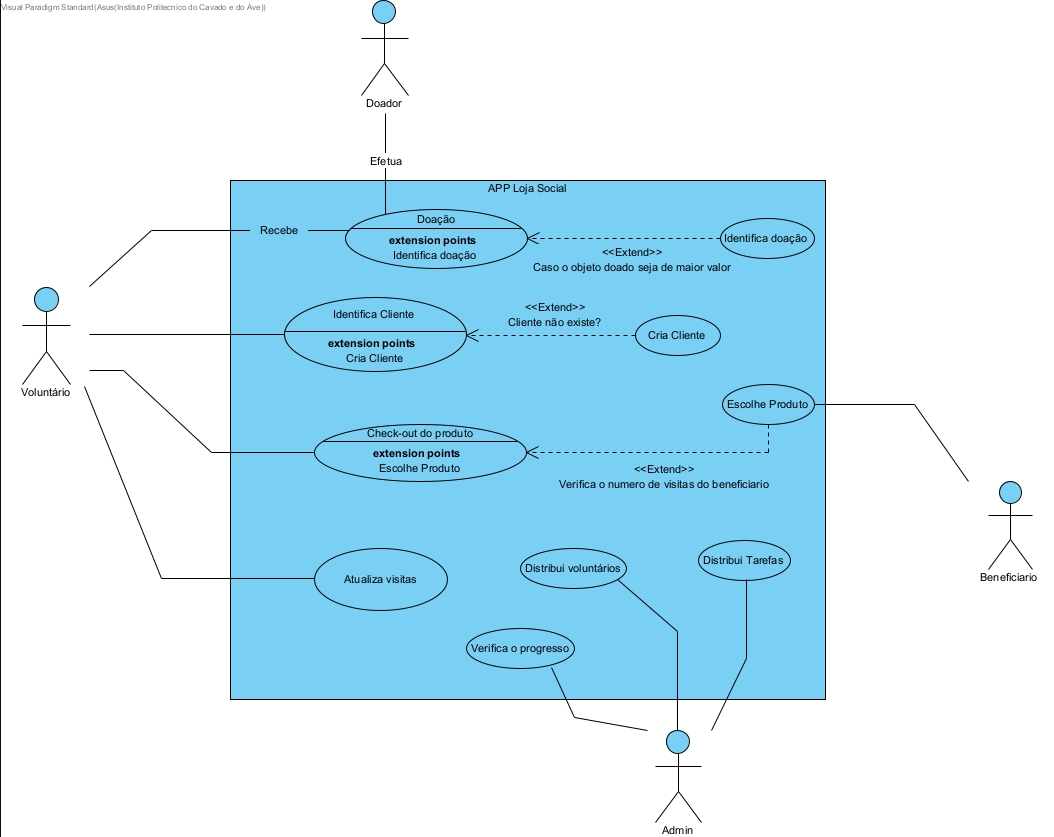 Visual Paradigm Standard(Asus(Instituto Politecnico do Cavado e do Ave))
Doador
Efetua
APP Loja Social
Doação
Recebe
extension points
Identifica doação
Identifica doação
<<Extend>>
Caso o objeto doado seja de maior valor
Identifica Cliente
extension points
Cria Cliente
<<Extend>>
Cliente não existe?
Cria Cliente
Voluntário
Escolhe Produto
Check-out do produto
extension points
Escolhe Produto
<<Extend>>
Verifica o numero de visitas do beneficiario
Beneficiario
Atualiza visitas
Distribui voluntários
Distribui Tarefas
Verifica o progresso
Admin